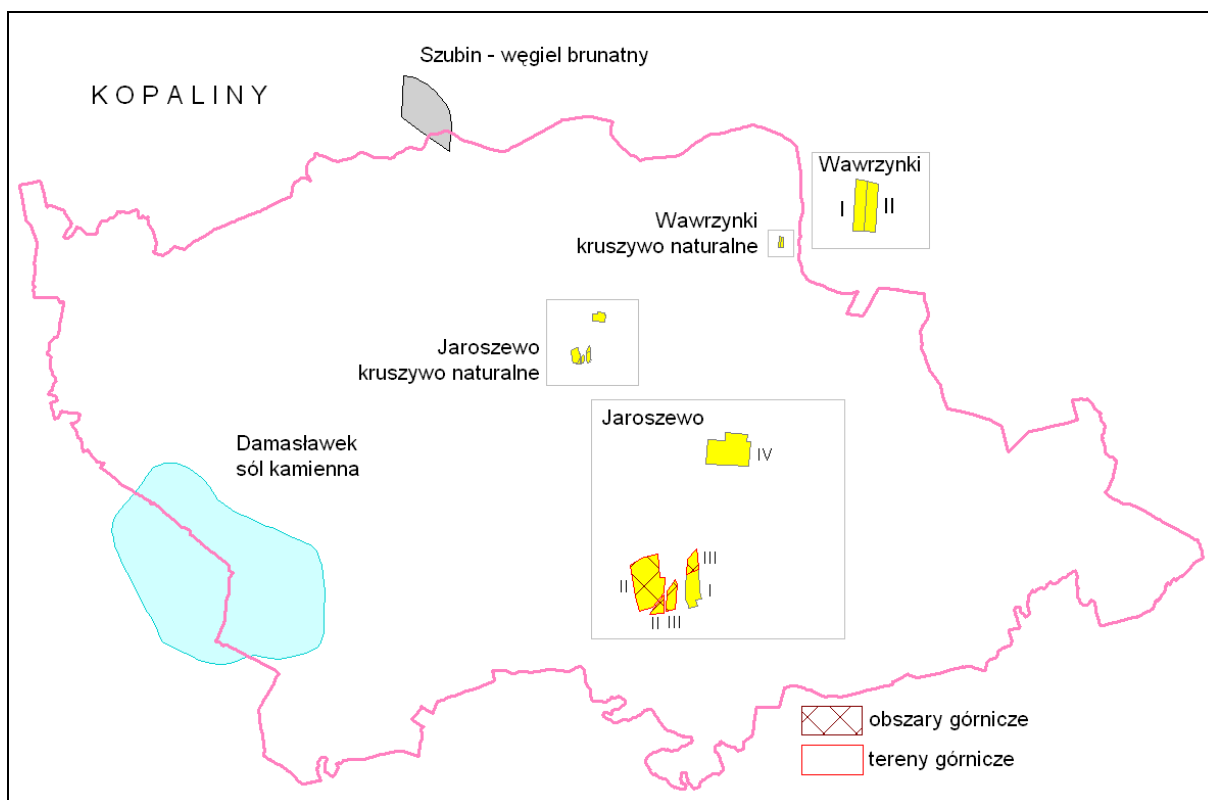 Szubin - węgiel brunatny
KOPALINY
Wawrzynki
I
II
Wawrzynki
kruszywo naturalne
Jaroszewo
kruszywo naturalne
Jaroszewo
IV
Damasławek
sól kamienna
III
II
I
II
III
obszary górnicze
tereny górnicze